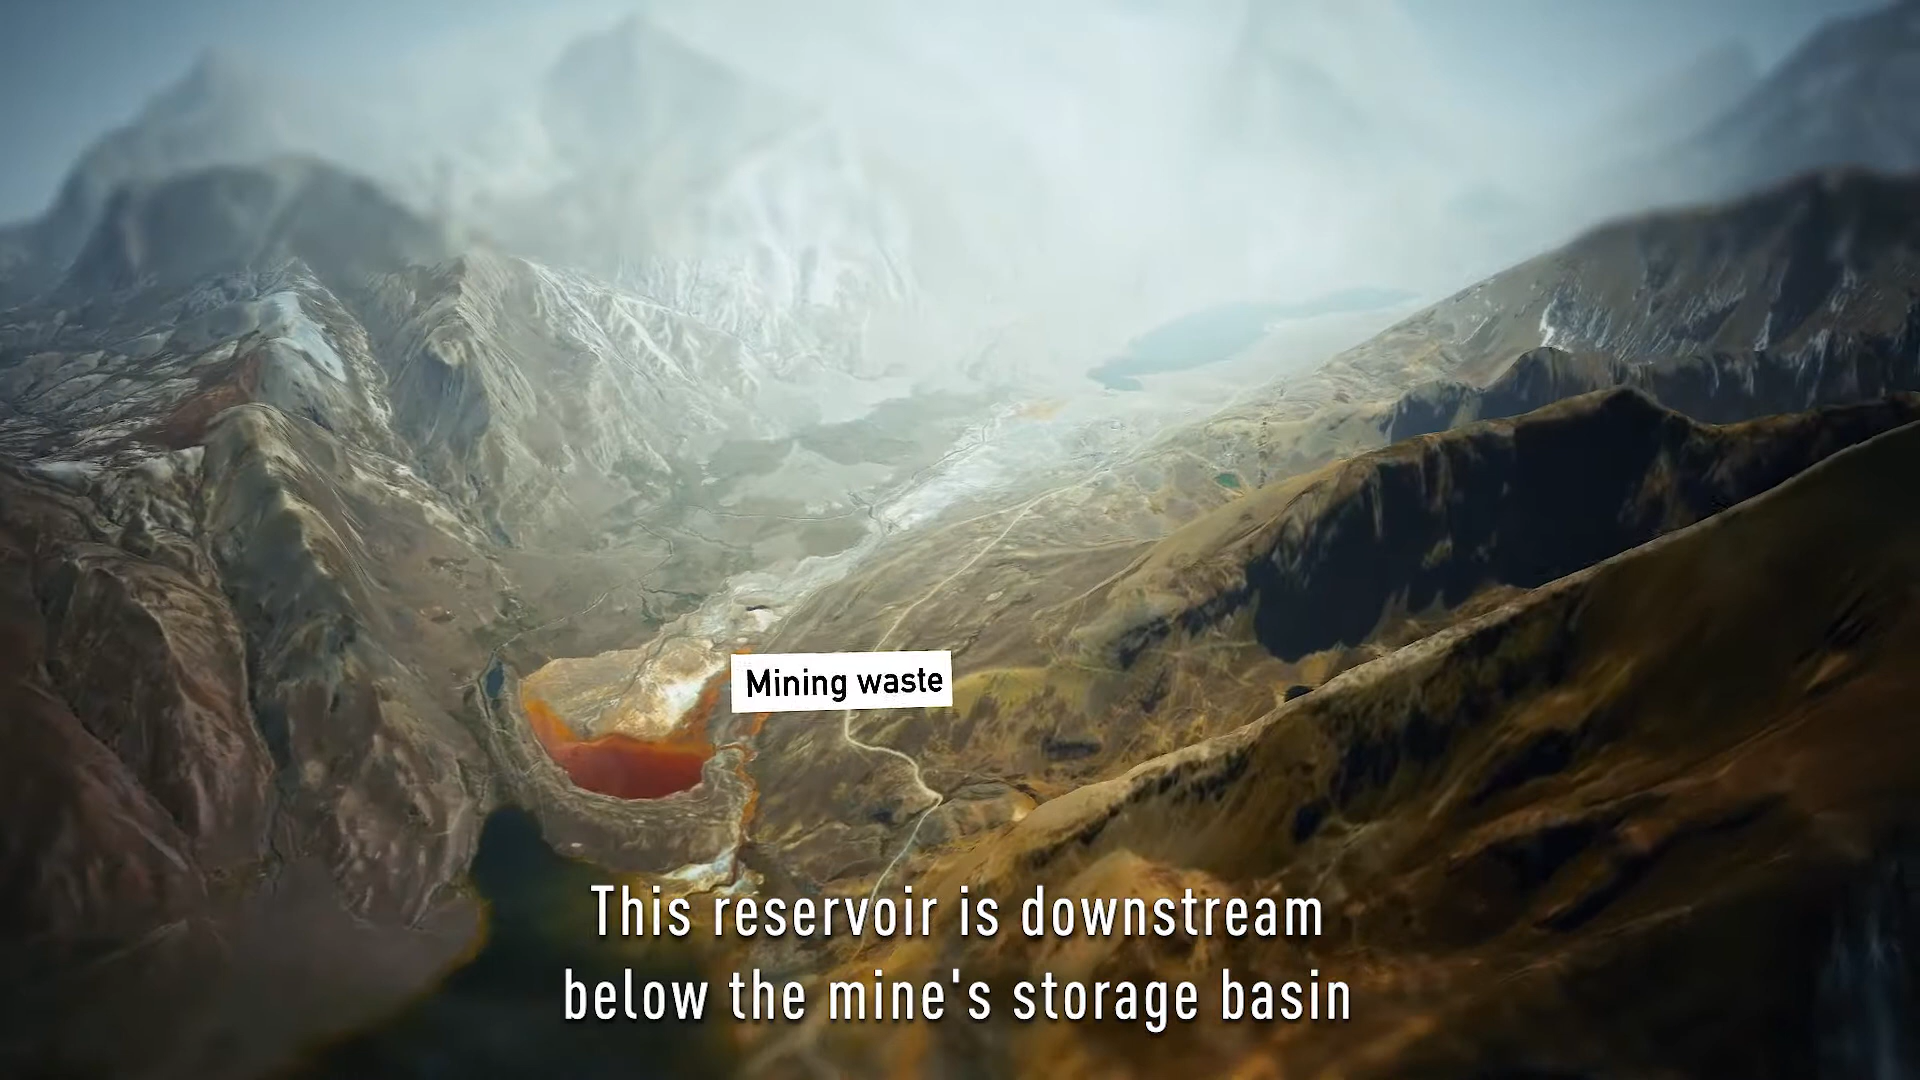 Mining waste
This reservoir is downstream
below the mine's storage basin